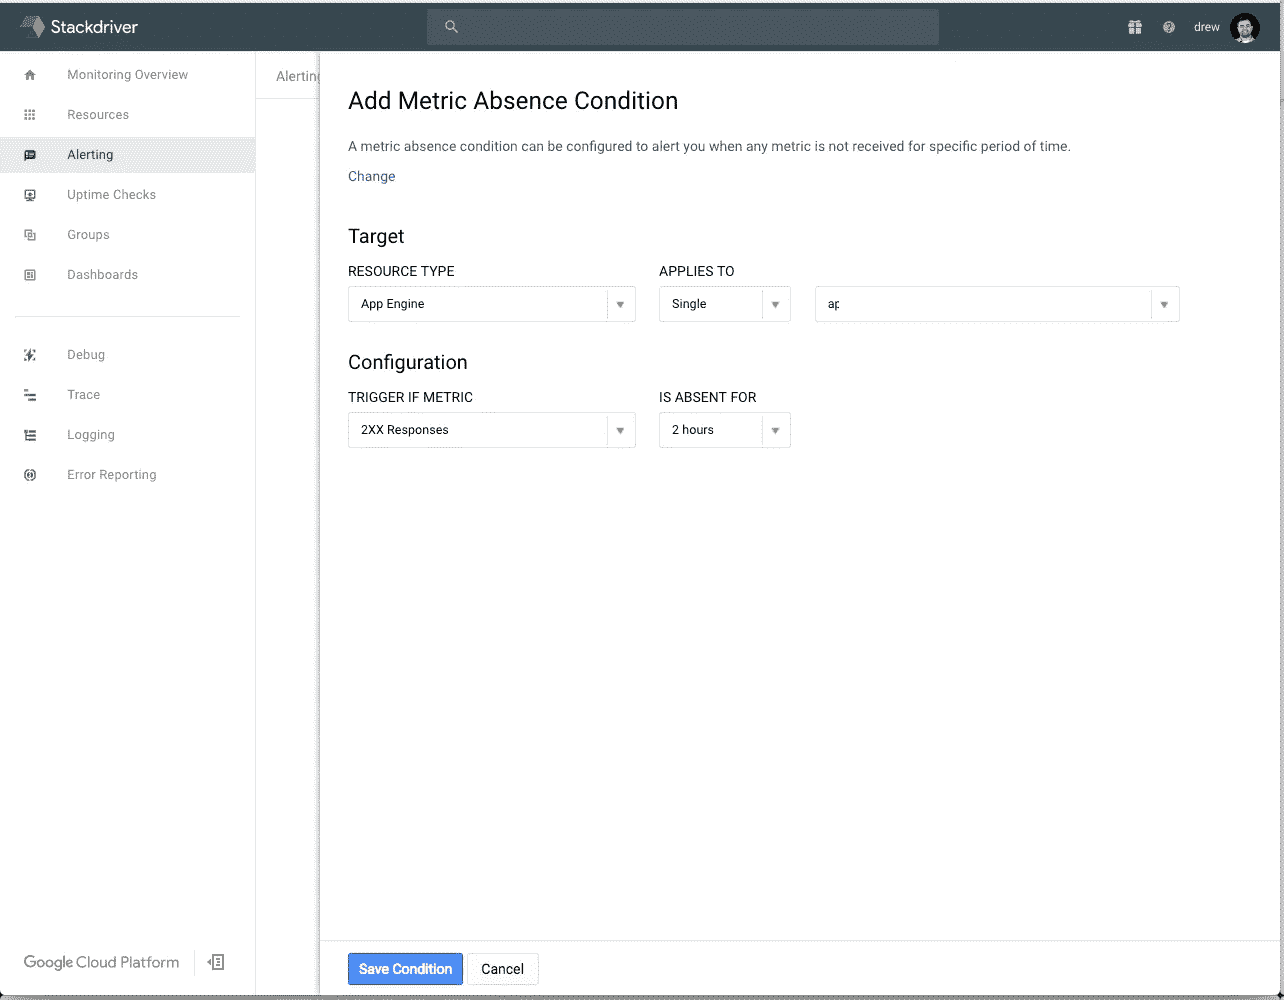 Stackdriver
drew
Monitoring Overview
Resources
Alerting
Uptime Checks
Groups
Dashboards
Debug
Trace
Logging
Error Reporting
Google Cloud Platform
Alerting
Add Metric Absence Condition
A metric absence condition can be configured to alert you when any metric is not received for specific period of time.
Change
Target
RESOURCE TYPE APPLIES TO
App Engine Single ap
Configuration
TRIGGER IF METRIC IS ABSENT FOR
2XX Responses 2 hours
Save Condition Cancel